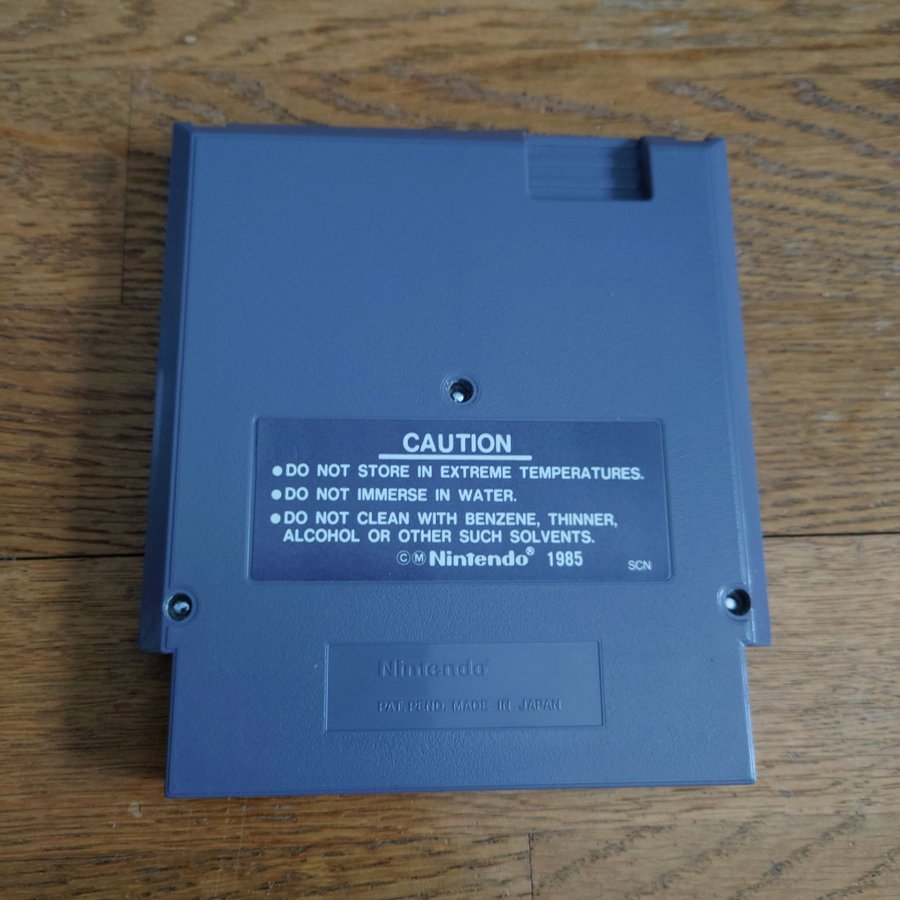 CAUTION
●DO NOT STORE IN EXTREME TEMPERATURES.
●DO NOT IMMERSE IN WATER.
●DO NOT CLEAN WITH BENZENE, THINNER,
ALCOHOL OR OTHER SUCH SOLVENTS.
©Ⓜ Nintendo® 1985 SCN
Nintendo®
PAT.PEND. MADE IN JAPAN